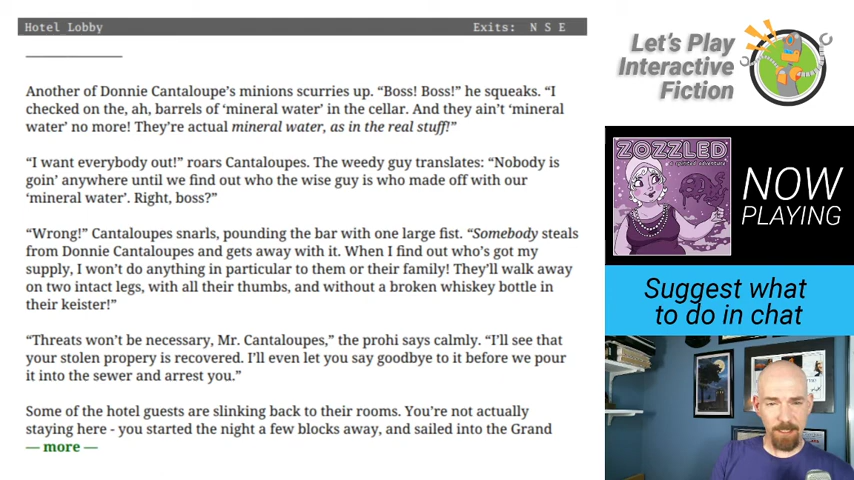 Hotel Lobby Exits: N S E
Another of Donnie Cantaloupe's minions scurries up. “Boss! Boss!” he squeaks. “I
checked on the, ah, barrels of ‘mineral water’ in the cellar. And they ain't ‘mineral
water’ no more! They're actual mineral water, as in the real stuff!”
“I want everybody out!” roars Cantaloupes. The weedy guy translates: “Nobody is
goin’ anywhere until we find out who the wise guy is who made off with our
‘mineral water’. Right, boss?”
“Wrong!” Cantaloupes snarls, pounding the bar with one large fist. “Somebody steals
from Donnie Cantaloupes and gets away with it. When I find out who's got my
supply, I won't do anything in particular to them or their family! They'll walk away
on two intact legs, with all their thumbs, and without a broken whiskey bottle in
their keister!”
“Threats won't be necessary, Mr. Cantaloupes,” the prohi says calmly. “I'll see that
your stolen propery is recovered. I'll even let you say goodbye to it before we pour
it into the sewer and arrest you.”
Some of the hotel guests are slinking back to their rooms. You're not actually
staying here - you started the night a few blocks away, and sailed into the Grand
— more —
Let's Play
Interactive
Fiction
ZOZZLED
a spirited adventure
NOW
PLAYING
Suggest what
to do in chat